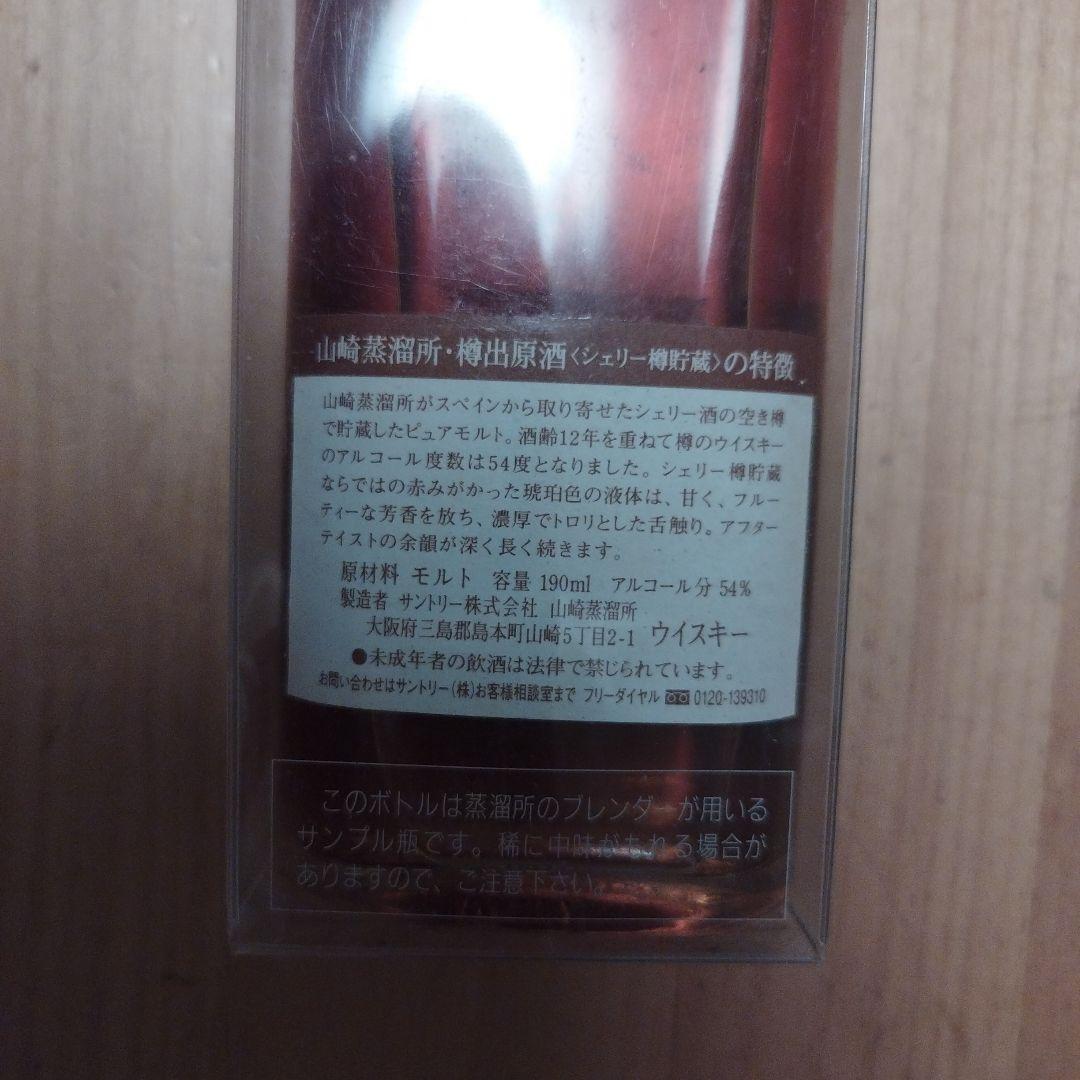 山崎蒸溜所・樽出原酒〈シェリー樽貯蔵〉の特徴
山崎蒸溜所がスペインから取り寄せたシェリー酒の空き樽
で貯蔵したピュアモルト。酒齢12年を重ねて樽のウイスキー
のアルコール度数は54度となりました。シェリー樽貯蔵
ならではの赤みがかった琥珀色の液体は、甘く、フルー
ティーな芳香を放ち、濃厚でトロリとした舌触り。アフター
テイストの余韻が深く長く続きます。
原材料 モルト 容量 190ml アルコール分 54%
製造者 サントリー株式会社 山崎蒸溜所
大阪府三島郡島本町山崎5丁目2-1 ウイスキー
●未成年者の飲酒は法律で禁じられています。
お問い合わせはサントリー(株)お客様相談室まで フリーダイヤル 0120-139310
このボトルは蒸溜所のブレンダーが用いる
サンプル瓶です。稀に中味がもれる場合が
ありますので、ご注意下さい。